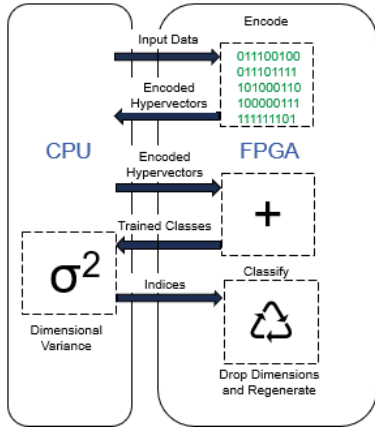 Encode
Input Data
011100100
011101111
101000110
100000111
111111101
Encoded
Hypervectors
CPU
FPGA
Encoded
Hypervectors
+
Trained Classes
σ²
Classify
Indices
Dimensional
Variance
Drop Dimensions
and Regenerate